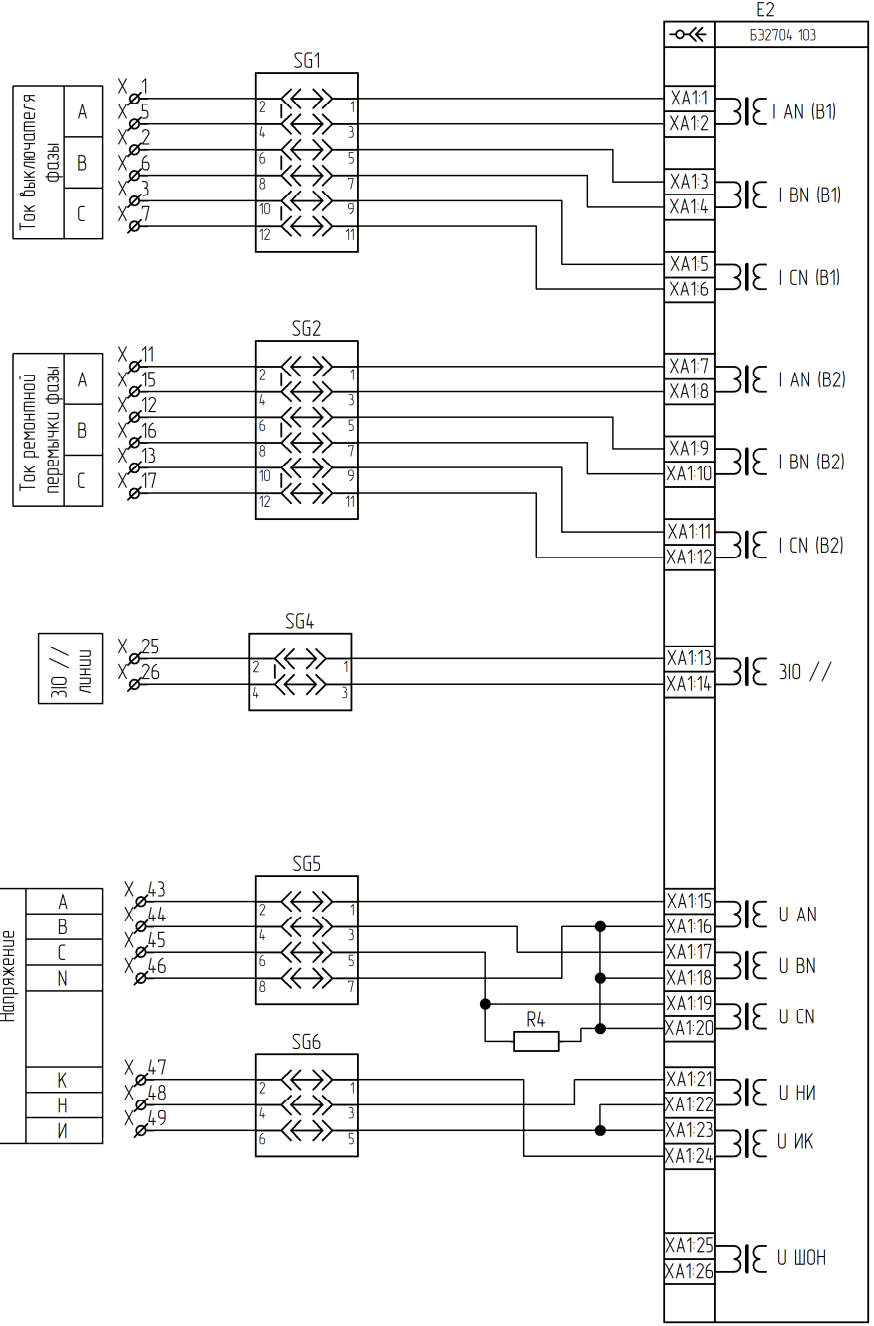 E2
Б32704 103
SG1
Ток выключателя фазы
A
B
C
X 1
X 5
X 2
X 6
X 3
X 7
2 1
4 3
6 5
8 7
10 9
12 11
XA1:1
XA1:2
I AN (B1)
XA1:3
XA1:4
I BN (B1)
XA1:5
XA1:6
I CN (B1)
SG2
Ток ремонтной перемычки фазы
A
B
C
X 11
X 15
X 12
X 16
X 13
X 17
2 1
4 3
6 5
8 7
10 9
12 11
XA1:7
XA1:8
I AN (B2)
XA1:9
XA1:10
I BN (B2)
XA1:11
XA1:12
I CN (B2)
SG4
3I0 // линии
X 25
X 26
2 1
4 3
XA1:13
XA1:14
3I0 //
SG5
Напряжение
A
B
C
N
X 43
X 44
X 45
X 46
2 1
4 3
6 5
8 7
XA1:15
XA1:16
U AN
XA1:17
XA1:18
U BN
XA1:19
XA1:20
U CN
R4
SG6
К
Н
И
X 47
X 48
X 49
2 1
4 3
6 5
XA1:21
XA1:22
U НИ
XA1:23
XA1:24
U ИК
XA1:25
XA1:26
U ШОН